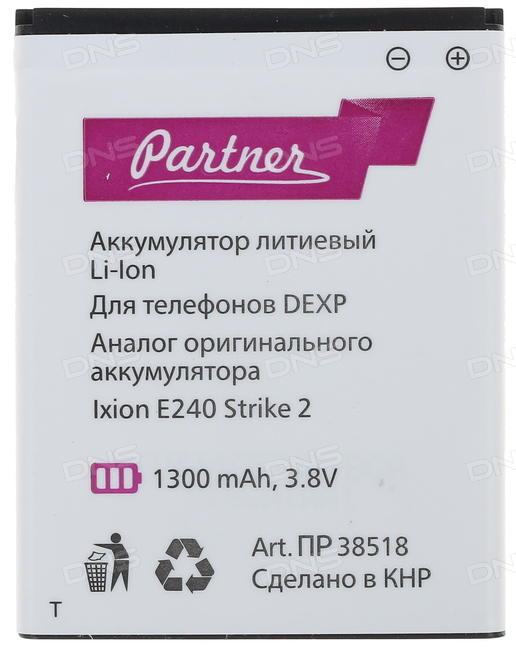 Partner
Аккумулятор литиевый
Li-Ion
Для телефонов DEXP
Аналог оригинального
аккумулятора
Ixion E240 Strike 2
1300 mAh, 3.8V
Art. ПР 38518
Сделано в КНР
T
DNS